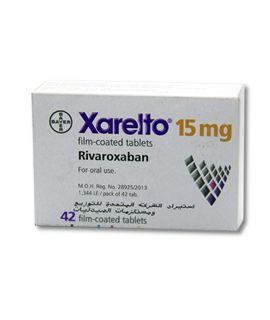 BAYER
Xarelto® 15 mg
film-coated tablets
Rivaroxaban
For oral use.
M.O.H. Reg. No. 28925/2013
1,344 LE / pack of 42 tab.
استيراد الشركة المتحدة للتوزيع
ومستلزمات الصيدليات
42 film-coated tablets